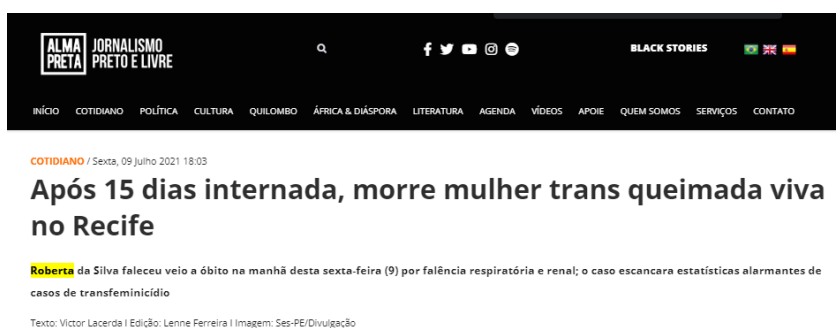 ALMA PRETA JORNALISMO PRETO E LIVRE
BLACK STORIES
INÍCIO COTIDIANO POLÍTICA CULTURA QUILOMBO ÁFRICA & DIÁSPORA LITERATURA AGENDA VÍDEOS APOIE QUEM SOMOS SERVIÇOS CONTATO
COTIDIANO / Sexta, 09 Julho 2021 18:03
Após 15 dias internada, morre mulher trans queimada viva
no Recife
Roberta da Silva faleceu veio a óbito na manhã desta sexta-feira (9) por falência respiratória e renal; o caso escancara estatísticas alarmantes de
casos de transfeminicídio
Texto: Victor Lacerda I Edição: Lenne Ferreira I Imagem: Ses-PE/Divulgação